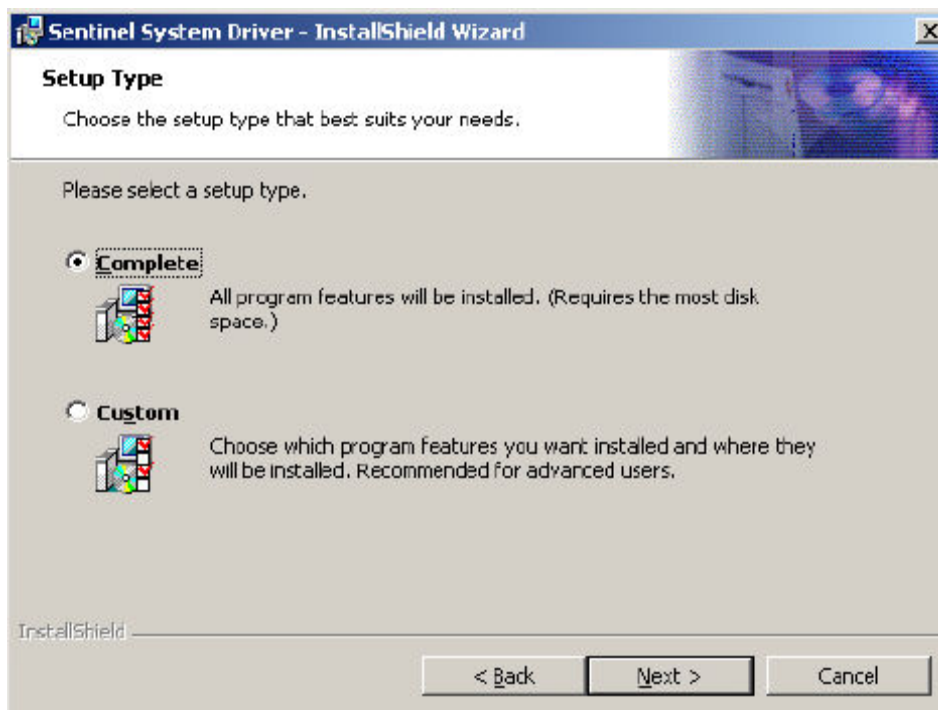 Sentinel System Driver - InstallShield Wizard
Setup Type
Choose the setup type that best suits your needs.
Please select a setup type.
Complete
All program features will be installed. (Requires the most disk
space.)
Custom
Choose which program features you want installed and where they
will be installed. Recommended for advanced users.
InstallShield
< Back
Next >
Cancel